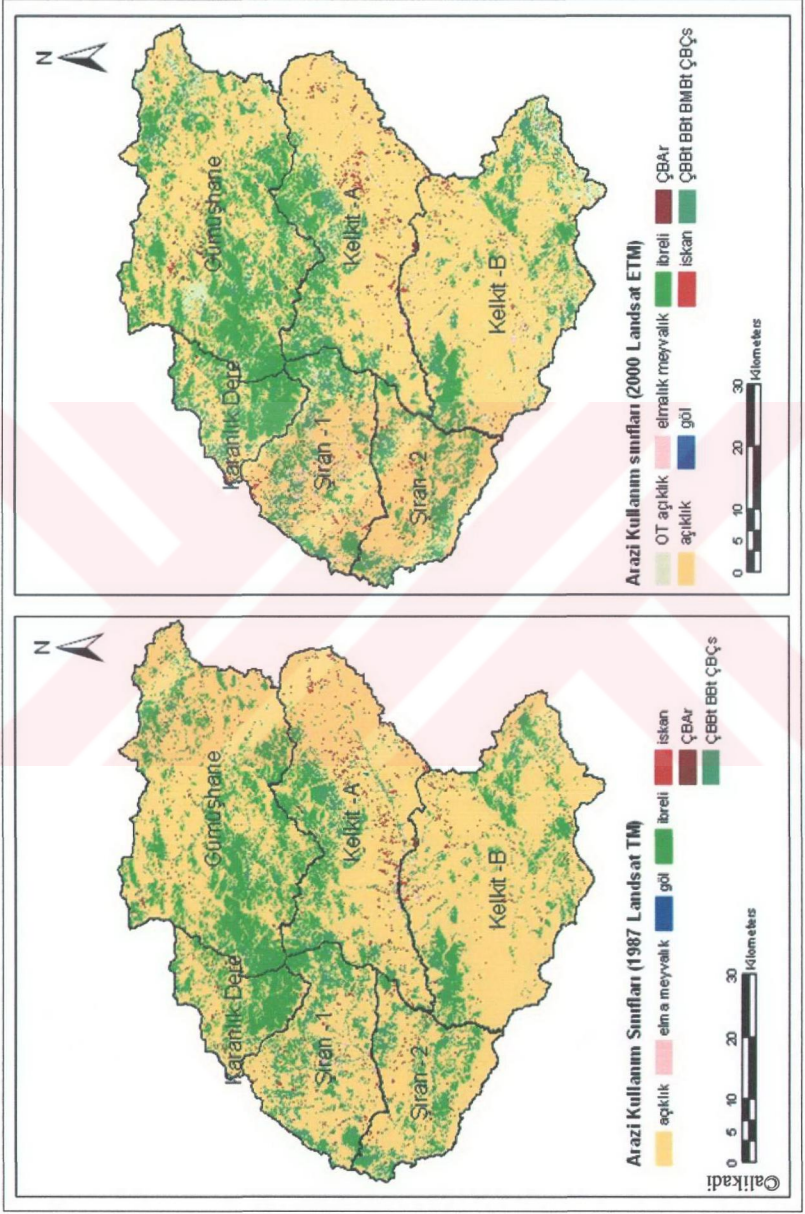 N
Gümüşhane
Karanlık Dere
Kelkit -A
Şiran - 1
Şiran - 2
Kelkit -B
Arazi Kullanım Sınıfları (1987 Landsat TM)
açıklık elma meyvalık göl ibreli iskan
ÇBAr
ÇBBt BBt ÇBÇs
0 5 10 20 30
Kilometers
©alikadi
N
Gümüşhane
Karanlık Dere
Kelkit -A
Şiran - 1
Şiran - 2
Kelkit -B
Arazi Kullanım sınıfları (2000 Landsat ETM)
OT açıklık elmalık meyvalık ibreli ÇBAr
açıklık göl iskan ÇBBt BBt BMBt ÇBÇs
0 5 10 20 30
Kilometers